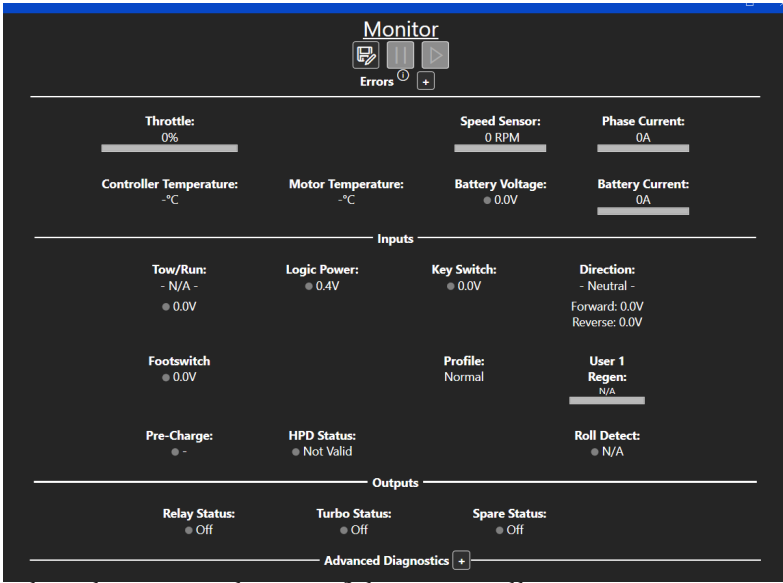 Monitor
Errors i +
Throttle: Speed Sensor: Phase Current:
0% 0 RPM 0A
Controller Temperature: Motor Temperature: Battery Voltage: Battery Current:
-°C -°C 0.0V 0A
Inputs
Tow/Run: Logic Power: Key Switch: Direction:
- N/A - 0.4V 0.0V - Neutral -
0.0V Forward: 0.0V
Reverse: 0.0V
Footswitch Profile: User 1
0.0V Normal Regen:
N/A
Pre-Charge: HPD Status: Roll Detect:
- Not Valid N/A
Outputs
Relay Status: Turbo Status: Spare Status:
Off Off Off
Advanced Diagnostics +